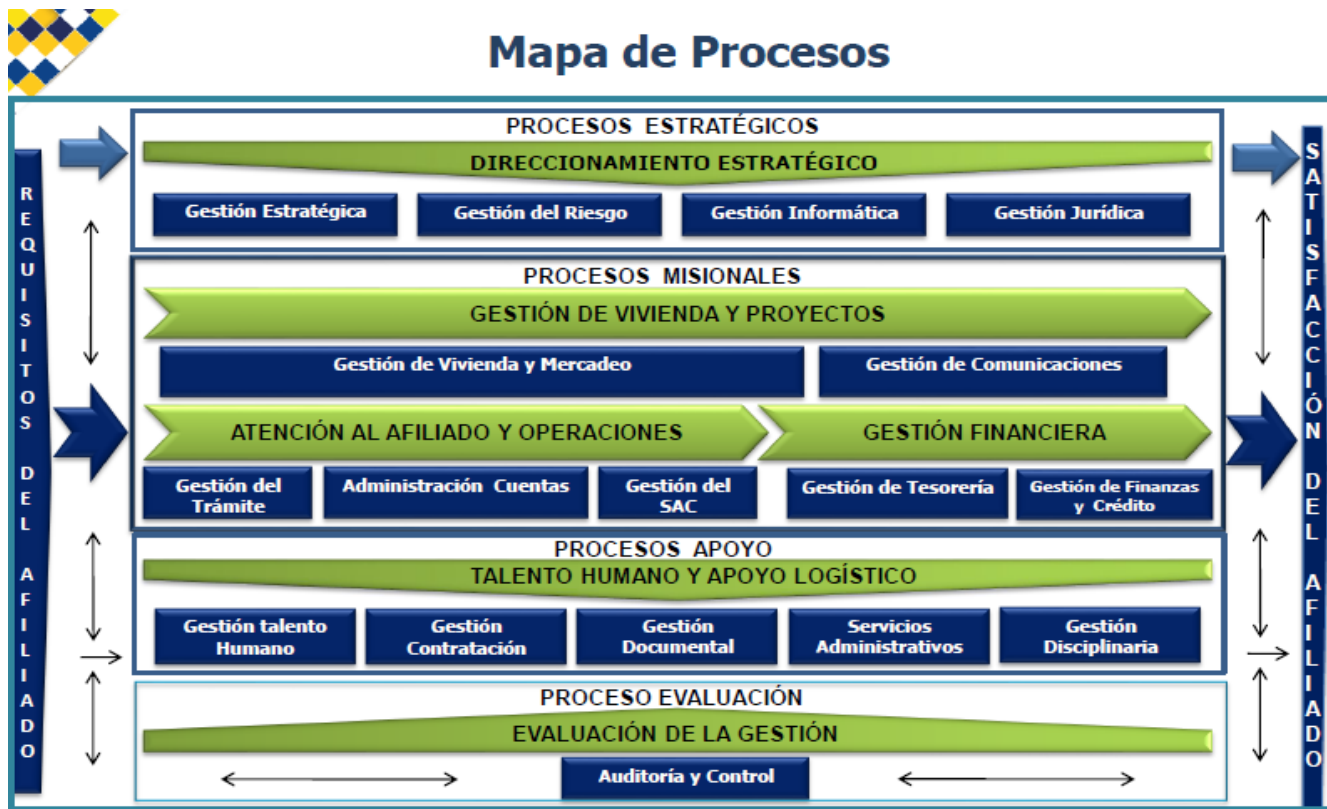 Mapa de Procesos
REQUISITOS DEL AFILIADO
PROCESOS ESTRATÉGICOS
DIRECCIONAMIENTO ESTRATÉGICO
Gestión Estratégica
Gestión del Riesgo
Gestión Informática
Gestión Jurídica
PROCESOS MISIONALES
GESTIÓN DE VIVIENDA Y PROYECTOS
Gestión de Vivienda y Mercadeo
Gestión de Comunicaciones
ATENCIÓN AL AFILIADO Y OPERACIONES
GESTIÓN FINANCIERA
Gestión del
Trámite
Administración Cuentas
Gestión del
SAC
Gestión de Tesorería
Gestión de Finanzas
y Crédito
PROCESOS APOYO
TALENTO HUMANO Y APOYO LOGÍSTICO
Gestión talento
Humano
Gestión
Contratación
Gestión
Documental
Servicios
Administrativos
Gestión
Disciplinaria
PROCESO EVALUACIÓN
EVALUACIÓN DE LA GESTIÓN
Auditoría y Control
SATISFACCIÓN DEL AFILIADO